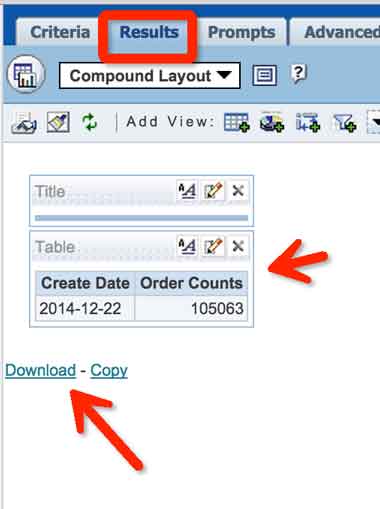 Criteria Results Prompts Advanced
Compound Layout
Add View:
Title
Table
Create Date Order Counts
2014-12-22 105063
Download - Copy